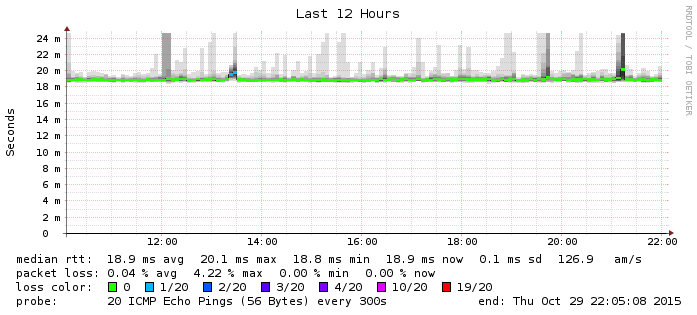 Last 12 Hours
RRDTOOL / TOBI OETIKER
Seconds
24 m
22 m
20 m
18 m
16 m
14 m
12 m
10 m
8 m
6 m
4 m
2 m
0
12:00 14:00 16:00 18:00 20:00 22:00
median rtt: 18.9 ms avg 20.1 ms max 18.8 ms min 18.9 ms now 0.1 ms sd 126.9 am/s
packet loss: 0.04 % avg 4.22 % max 0.00 % min 0.00 % now
loss color: 0 1/20 2/20 3/20 4/20 10/20 19/20
probe: 20 ICMP Echo Pings (56 Bytes) every 300s end: Thu Oct 29 22:05:08 2015